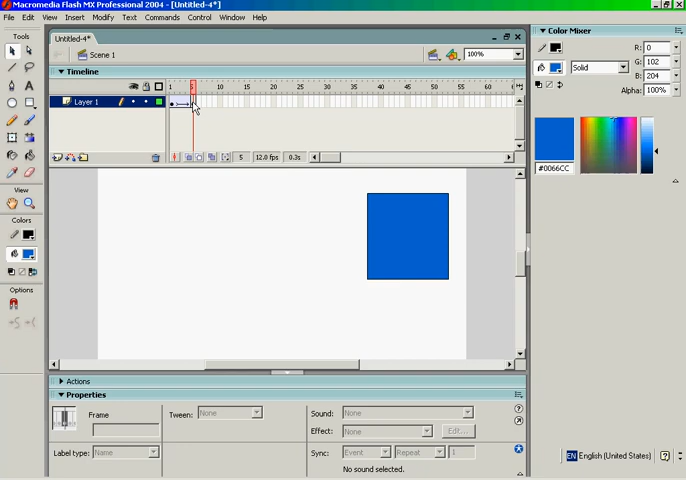 Macromedia Flash MX Professional 2004 - [Untitled-4*]
File Edit View Insert Modify Text Commands Control Window Help
Tools
View
Colors
Options
Untitled-4*
Scene 1
100%
Timeline
1 5 10 15 20 25 30 35 40 45 50 55 60 6
Layer 1
5 12.0 fps 0.3s
Actions
Properties
Frame
Tween: None
Sound: None
Effect: None Edit...
Label type: Name
Sync: Event Repeat 1
No sound selected.
Color Mixer
R: 0
Solid G: 102
B: 204
Alpha: 100%
#0066CC
EN English (United States)